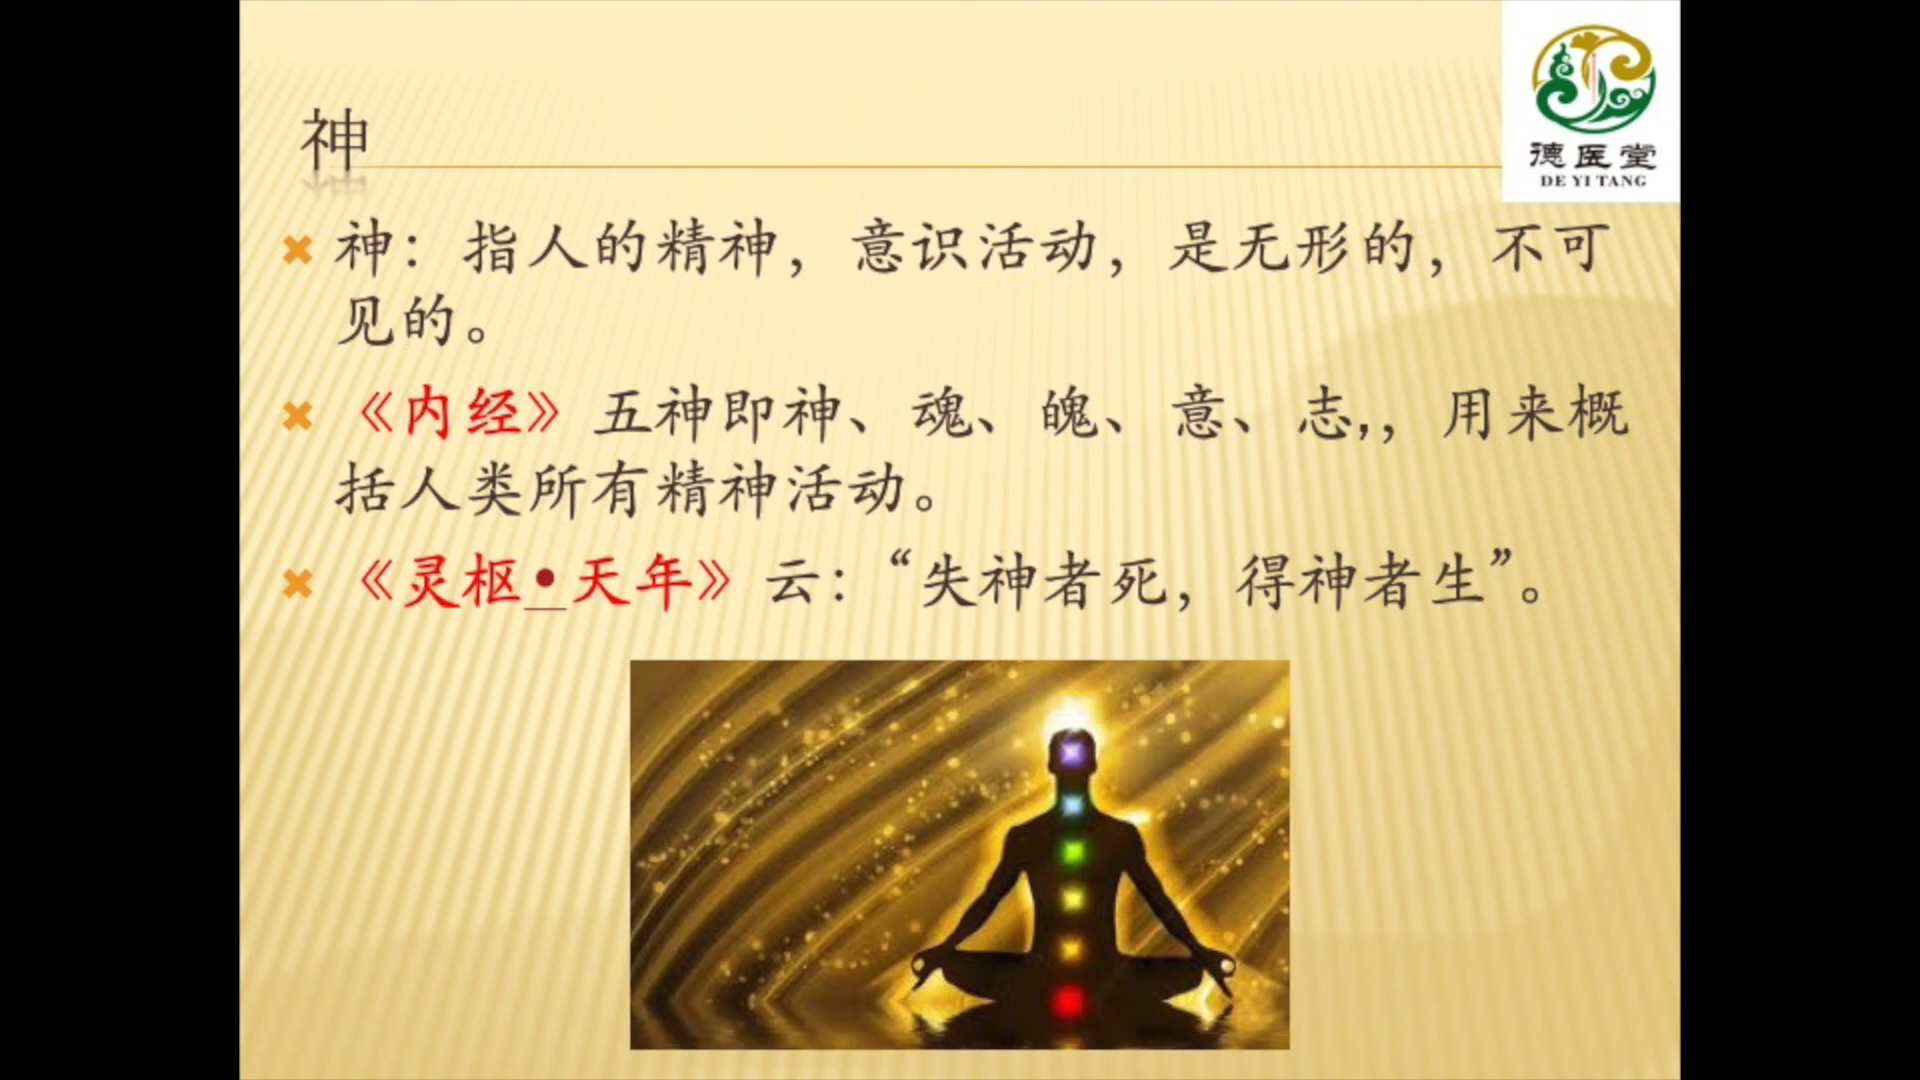 德医堂
DE YI TANG
神
神：指人的精神，意识活动，是无形的，不可
见的。
《内经》五神即神、魂、魄、意、志,，用来概
括人类所有精神活动。
《灵枢•天年》云：“失神者死，得神者生”。